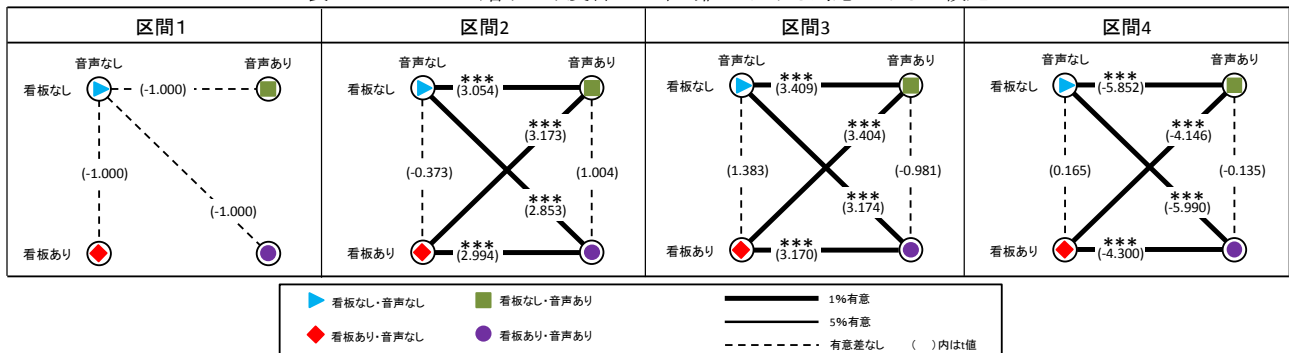 区間1 区間2 区間3 区間4
音声なし 音声あり 音声なし 音声あり 音声なし 音声あり 音声なし 音声あり
看板なし (-1.000) 看板なし *** (3.054) 看板なし *** (3.409) 看板なし *** (-5.852)
*** (3.173) *** (3.404) *** (-4.146)
(-1.000) (-0.373) (1.004) (1.383) (-0.981) (0.165) (-0.135)
(-1.000) *** (2.853) *** (3.174) *** (-5.990)
看板あり 看板あり *** (2.994) 看板あり *** (3.170) 看板あり *** (-4.300)
看板なし・音声なし 看板なし・音声あり 1%有意
5%有意
看板あり・音声なし 看板あり・音声あり 有意差なし ( )内はt値